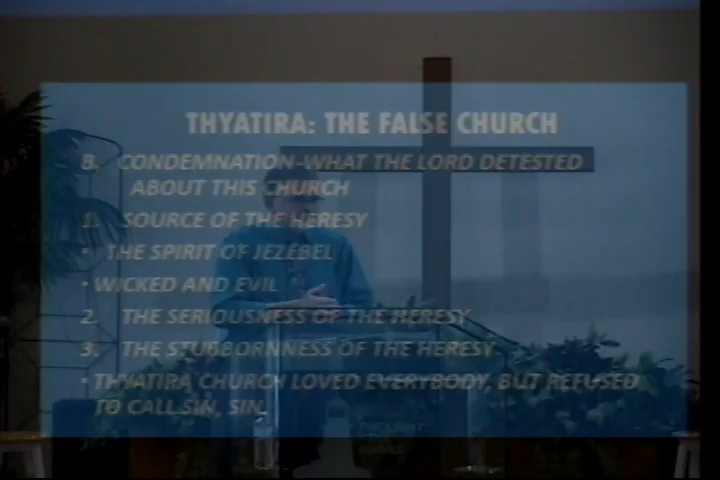 THYATIRA: THE FALSE CHURCH
B. CONDEMNATION-WHAT THE LORD DETESTED
ABOUT THIS CHURCH
1. SOURCE OF THE HERESY
• THE SPIRIT OF JEZEBEL
• WICKED AND EVIL
2. THE SERIOUSNESS OF THE HERESY
3. THE STUBBORNNESS OF THE HERESY
• THYATIRA CHURCH LOVED EVERYBODY, BUT REFUSED
TO CALL SIN, SIN.